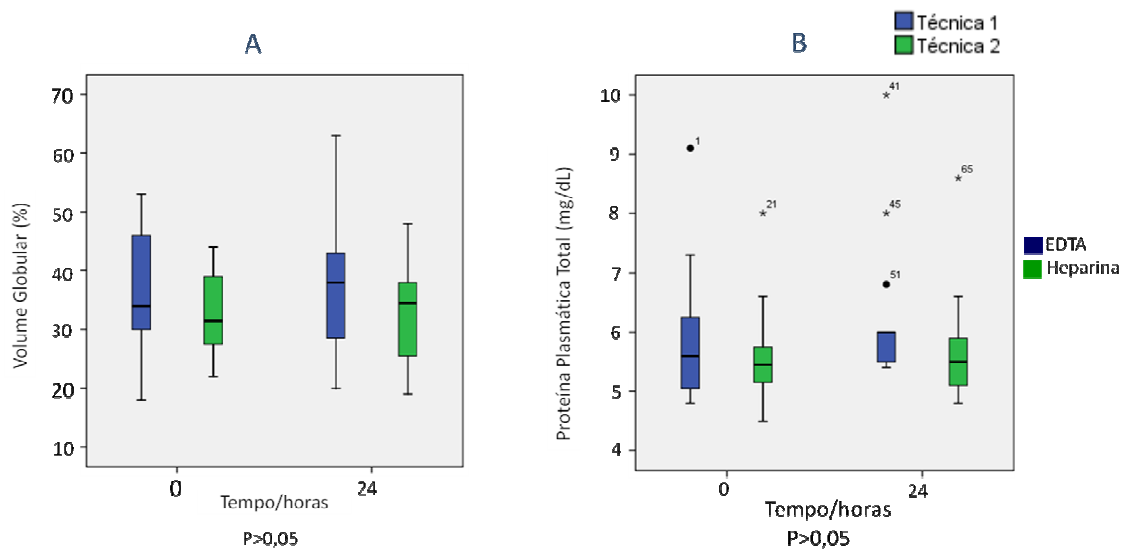 A
Volume Globular (%)
70
60
50
40
30
20
10
0
24
Tempo/horas
P>0,05
B
Técnica 1
Técnica 2
Proteína Plasmática Total (mg/dL)
10
9
8
7
6
5
4
1
21
41
45
51
65
0
24
Tempo/horas
P>0,05
EDTA
Heparina